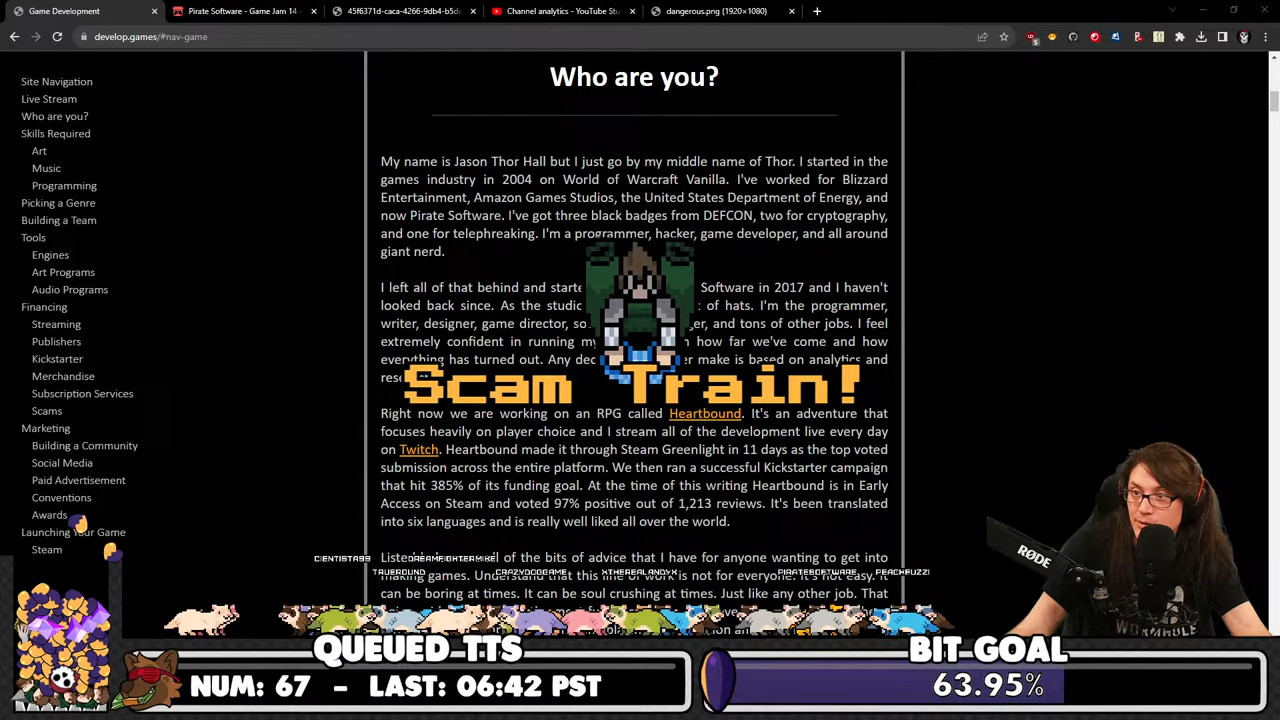 Game Development
Pirate Software - Game Jam 14 -
45f6371d-caca-4266-9db4-b5de
Channel analytics - YouTube Stu
dangerous.png (1920×1080)
develop.games/#nav-game
Site Navigation
Live Stream
Who are you?
Skills Required
Art
Music
Programming
Picking a Genre
Building a Team
Tools
Engines
Art Programs
Audio Programs
Financing
Streaming
Publishers
Kickstarter
Merchandise
Subscription Services
Scams
Marketing
Building a Community
Social Media
Paid Advertisement
Conventions
Awards
Launching Your Game
Steam
Who are you?
My name is Jason Thor Hall but I just go by my middle name of Thor. I started in the
games industry in 2004 on World of Warcraft Vanilla. I've worked for Blizzard
Entertainment, Amazon Games Studios, the United States Department of Energy, and
now Pirate Software. I've got three black badges from DEFCON, two for cryptography,
and one for telephreaking. I'm a programmer, hacker, game developer, and all around
giant nerd.
I left all of that behind and starte Software in 2017 and I haven't
looked back since. As the studio of hats. I'm the programmer,
writer, designer, game director, so ger, and tons of other jobs. I feel
extremely confident in running my how far we've come and how
everything has turned out. Any dec er make is based on analytics and
Scam Train!
Right now we are working on an RPG called Heartbound. It's an adventure that
focuses heavily on player choice and I stream all of the development live every day
on Twitch. Heartbound made it through Steam Greenlight in 11 days as the top voted
submission across the entire platform. We then ran a successful Kickstarter campaign
that hit 385% of its funding goal. At the time of this writing Heartbound is in Early
Access on Steam and voted 97% positive out of 1,213 reviews. It's been translated
into six languages and is really well liked all over the world.
of the bits of advice that I have for anyone wanting to get into
making games. Understand that this line of work is not for everyone. It's not easy. It
can be boring at times. It can be soul crushing at times. Just like any other job. That
CIENTISTA99
PIRATESOFTWARE
PEACHFUZZI
RØDE
WORMHOLE
QUEUED TTS
NUM: 67 - LAST: 06:42 PST
BIT GOAL
63.95%